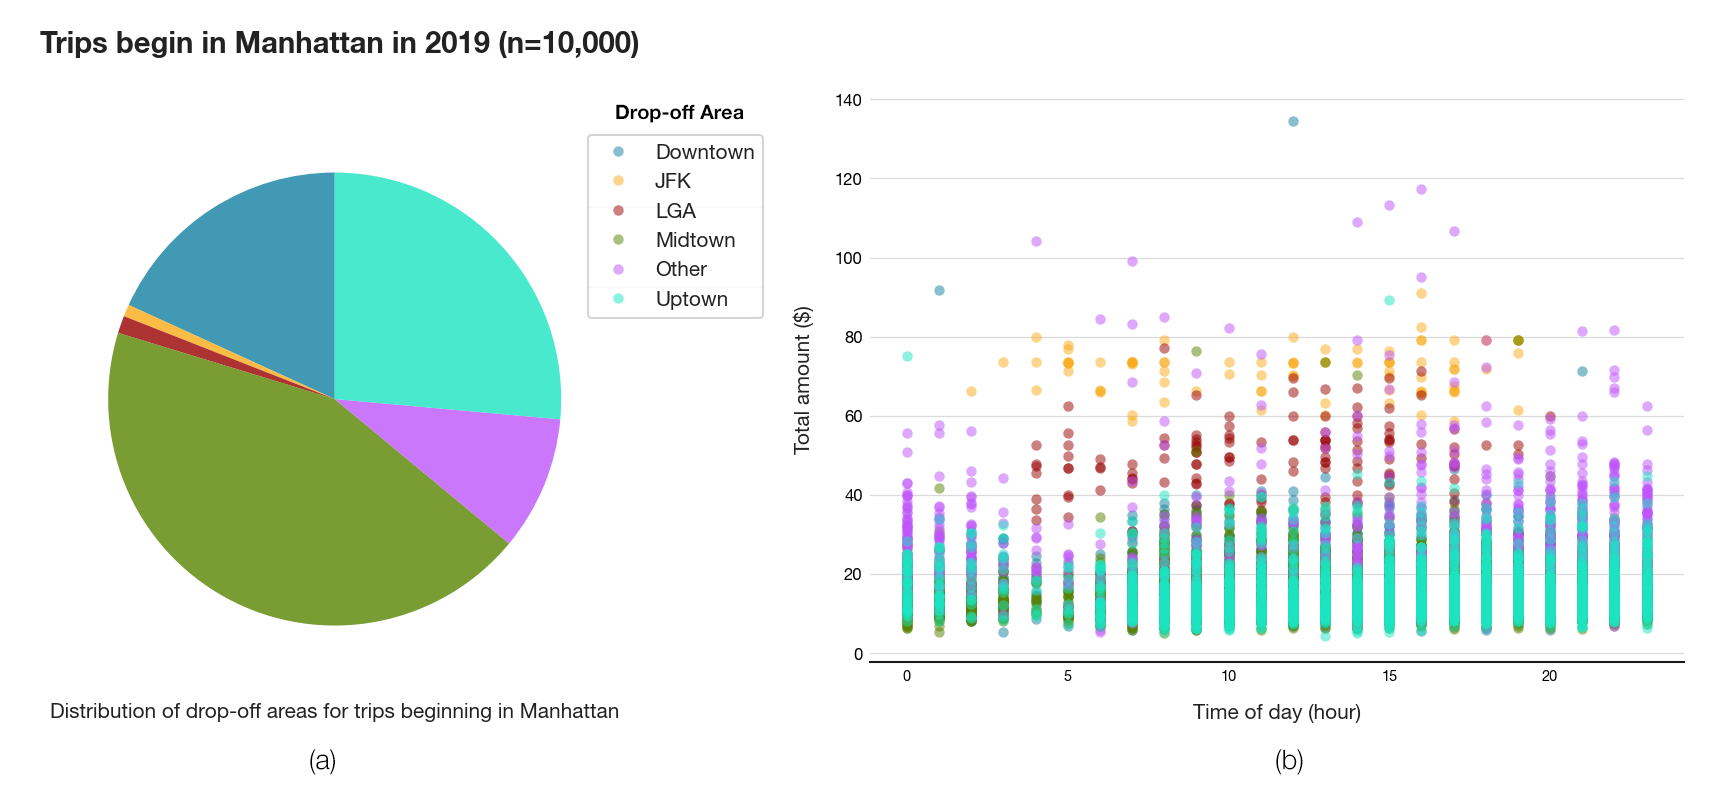 Trips begin in Manhattan in 2019 (n=10,000)
Drop-off Area
Downtown
JFK
LGA
Midtown
Other
Uptown
Distribution of drop-off areas for trips beginning in Manhattan
(a)
Total amount ($)
140
120
100
80
60
40
20
0
0 5 10 15 20
Time of day (hour)
(b)